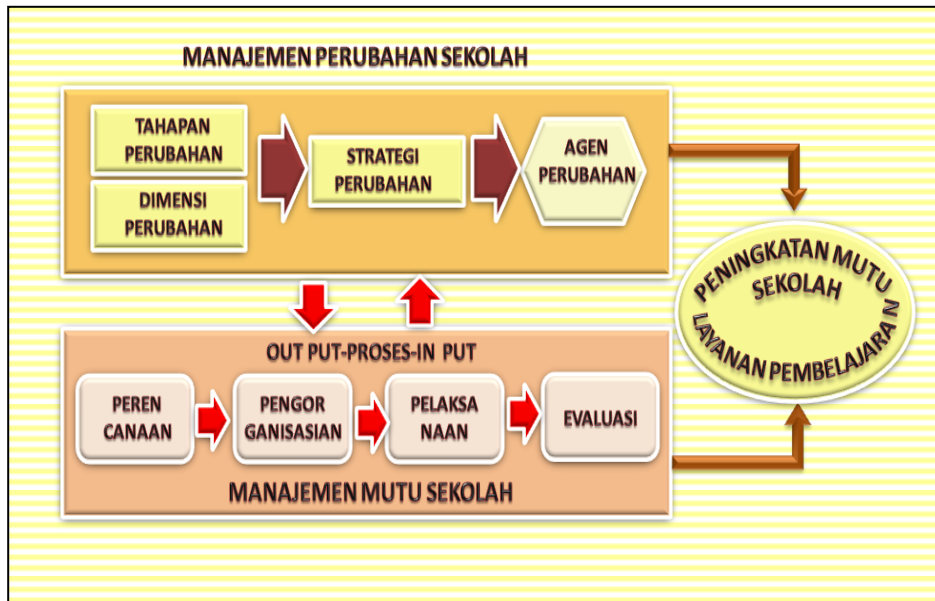 MANAJEMEN PERUBAHAN SEKOLAH
TAHAPAN
PERUBAHAN
DIMENSI
PERUBAHAN
STRATEGI
PERUBAHAN
AGEN
PERUBAHAN
PENINGKATAN MUTU
SEKOLAH
LAYANAN PEMBELAJARAN
OUT PUT-PROSES-IN PUT
PEREN
CANAAN
PENGOR
GANISASIAN
PELAKSA
NAAN
EVALUASI
MANAJEMEN MUTU SEKOLAH